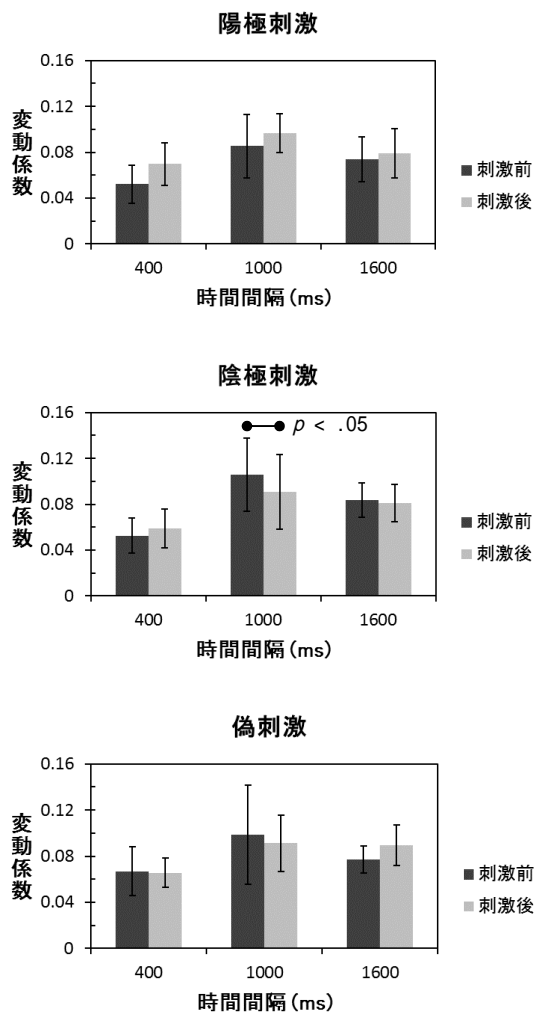 陽極刺激
0.16
0.12
0.08
0.04
0
変動係数
400 1000 1600
時間間隔(ms)
刺激前
刺激後
陰極刺激
p < .05
0.16
0.12
0.08
0.04
0
変動係数
400 1000 1600
時間間隔(ms)
刺激前
刺激後
偽刺激
0.16
0.12
0.08
0.04
0
変動係数
400 1000 1600
時間間隔(ms)
刺激前
刺激後